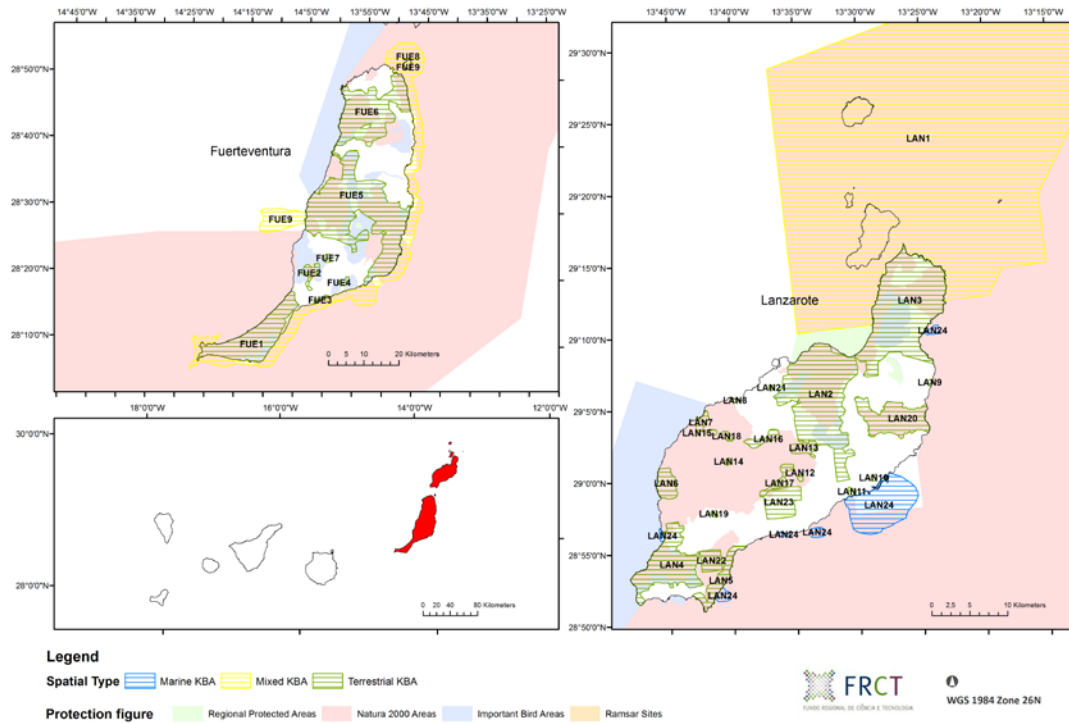 14°45'0"W 14°35'0"W 14°25'0"W 14°15'0"W 14°5'0"W 13°55'0"W 13°45'0"W 13°35'0"W 13°25'0"W
28°50'0"N
28°40'0"N
28°30'0"N
28°20'0"N
28°10'0"N
Fuerteventura
FUE8
FUE9
FUE6
FUE5
FUE9
FUE7
FUE2
FUE4
FUE3
FUE1
0 5 10 20 Kilometers
18°0'0"W 16°0'0"W 14°0'0"W 12°0'0"W
30°0'0"N
28°0'0"N
0 20 40 80 Kilometers
13°45'0"W 13°40'0"W 13°35'0"W 13°30'0"W 13°25'0"W 13°20'0"W 13°15'0"W
29°30'0"N
29°25'0"N
29°20'0"N
29°15'0"N
29°10'0"N
29°5'0"N
29°0'0"N
28°55'0"N
28°50'0"N
LAN1
Lanzarote
LAN3
LAN24
LAN9
LAN21
LAN2
LAN8
LAN20
LAN7
LAN15
LAN18
LAN16
LAN13
LAN14
LAN12
LAN6
LAN17
LAN10
LAN11
LAN23
LAN24
LAN19
LAN24
LAN24
LAN24
LAN22
LAN4
LAN5
LAN24
0 2.5 5 10 Kilometers
Legend
Spatial Type Marine KBA Mixed KBA Terrestrial KBA
Protection figure Regional Protected Areas Natura 2000 Areas Important Bird Areas Ramsar Sites
FRCT
FUNDO REGIONAL DE CIÊNCIA E TECNOLOGIA
WGS 1984 Zone 26N